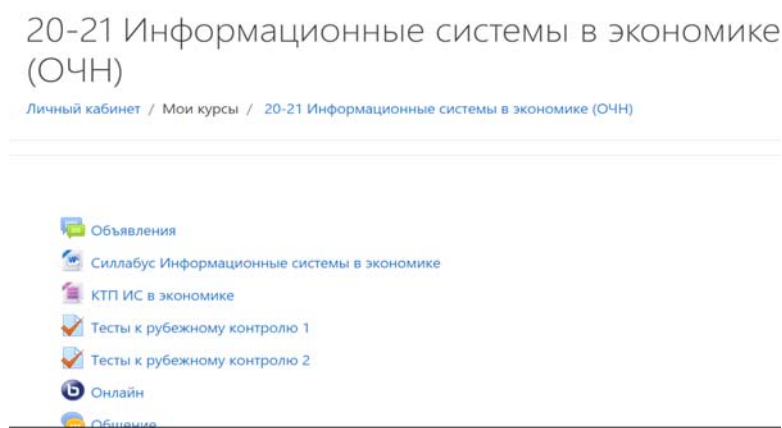 20-21 Информационные системы в экономике
(ОЧН)
Личный кабинет / Мои курсы / 20-21 Информационные системы в экономике (ОЧН)
Объявления
Силлабус Информационные системы в экономике
КТП ИС в экономике
Тесты к рубежному контролю 1
Тесты к рубежному контролю 2
Онлайн
Общение